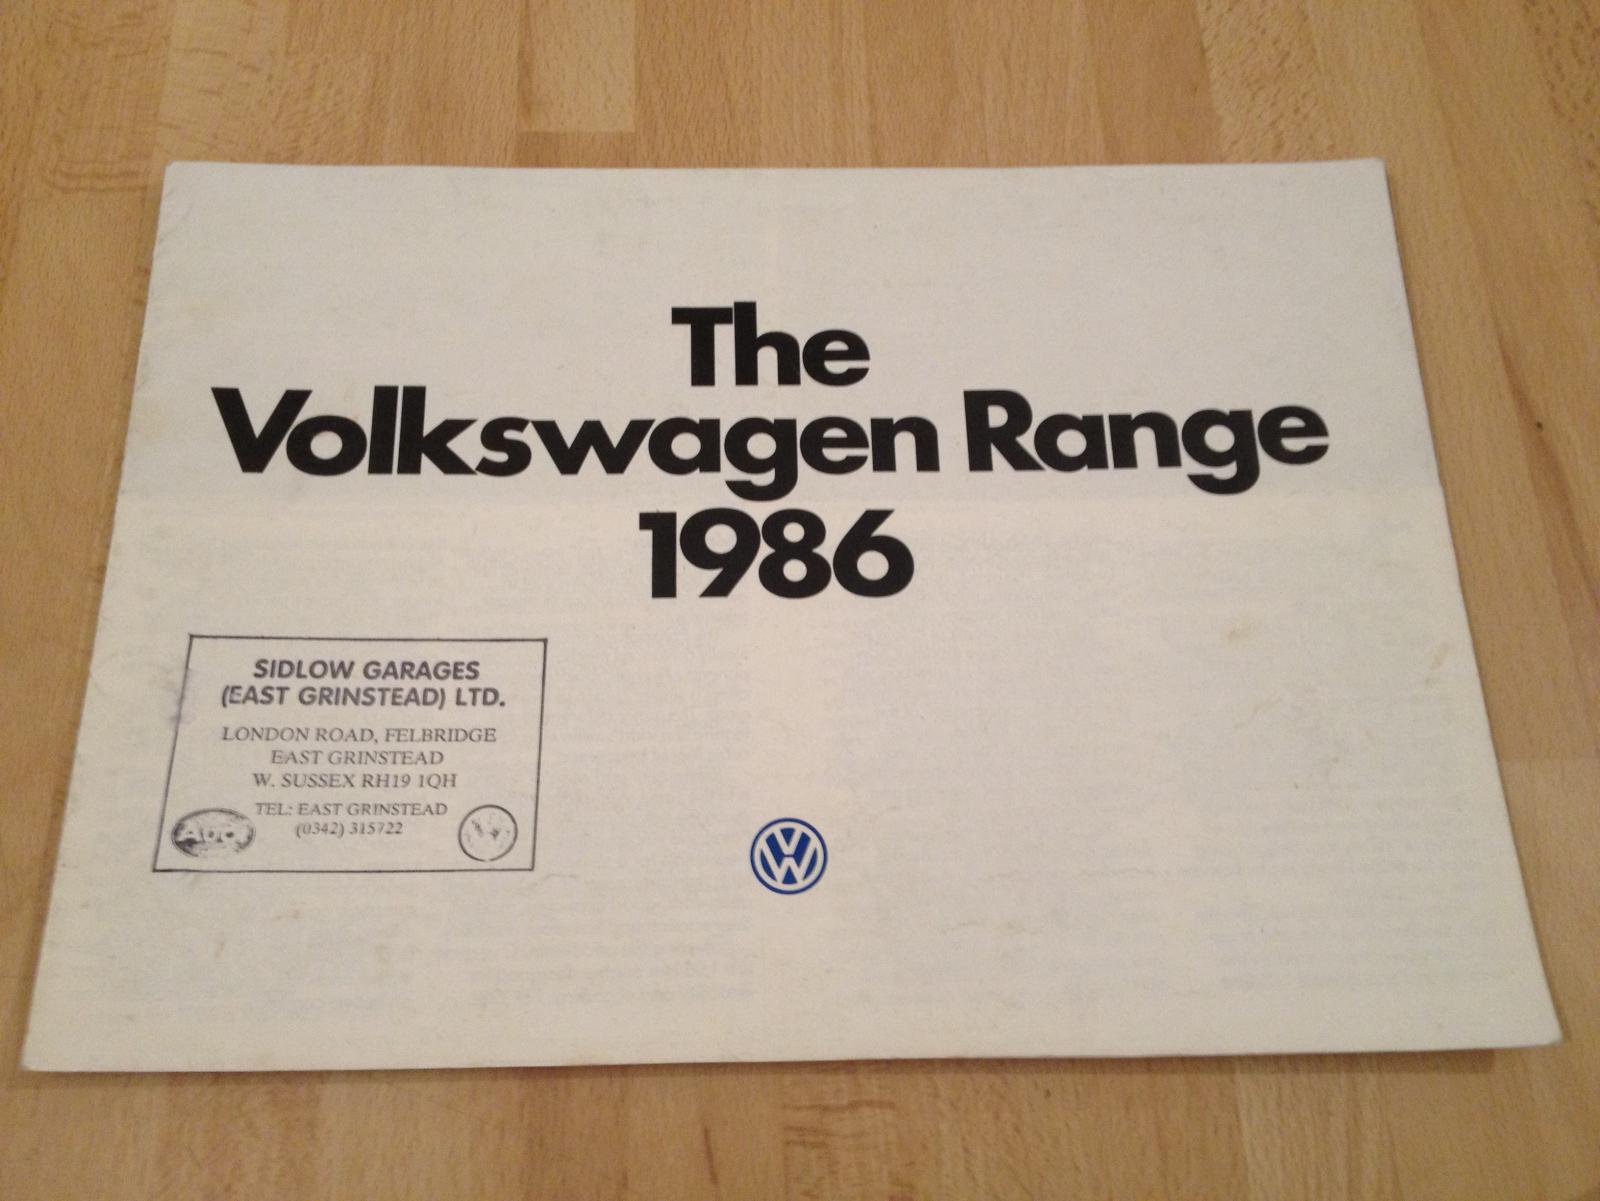 The
Volkswagen Range
1986
SIDLOW GARAGES
(EAST GRINSTEAD) LTD.
LONDON ROAD, FELBRIDGE
EAST GRINSTEAD
W. SUSSEX RH19 1QH
TEL: EAST GRINSTEAD
(0342) 315722